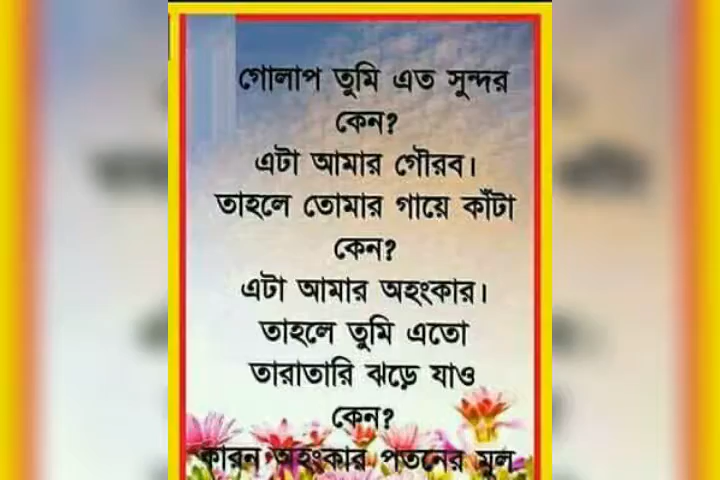 গোলাপ তুমি এত সুন্দর
কেন?
এটা আমার গৌরব।
তাহলে তোমার গায়ে কাঁটা
কেন?
এটা আমার অহংকার।
তাহলে তুমি এতো
তারাতারি ঝড়ে যাও
কেন?
কারন অহংকার পতনের মুল